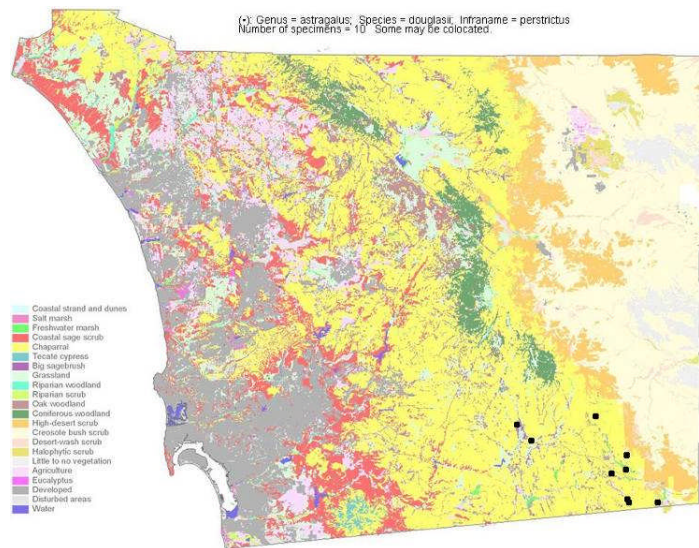 (▪): Genus = astragalus; Species = douglasii; Infraname = perstrictus
Number of specimens = 10 Some may be colocated.
Coastal strand and dunes
Salt marsh
Freshwater marsh
Coastal sage scrub
Chaparral
Tecate cypress
Big sagebrush
Grassland
Riparian woodland
Riparian scrub
Oak woodland
Coniferous woodland
High-desert scrub
Creosote bush scrub
Desert-wash scrub
Halophytic scrub
Little to no vegetation
Agriculture
Eucalyptus
Developed
Disturbed areas
Water